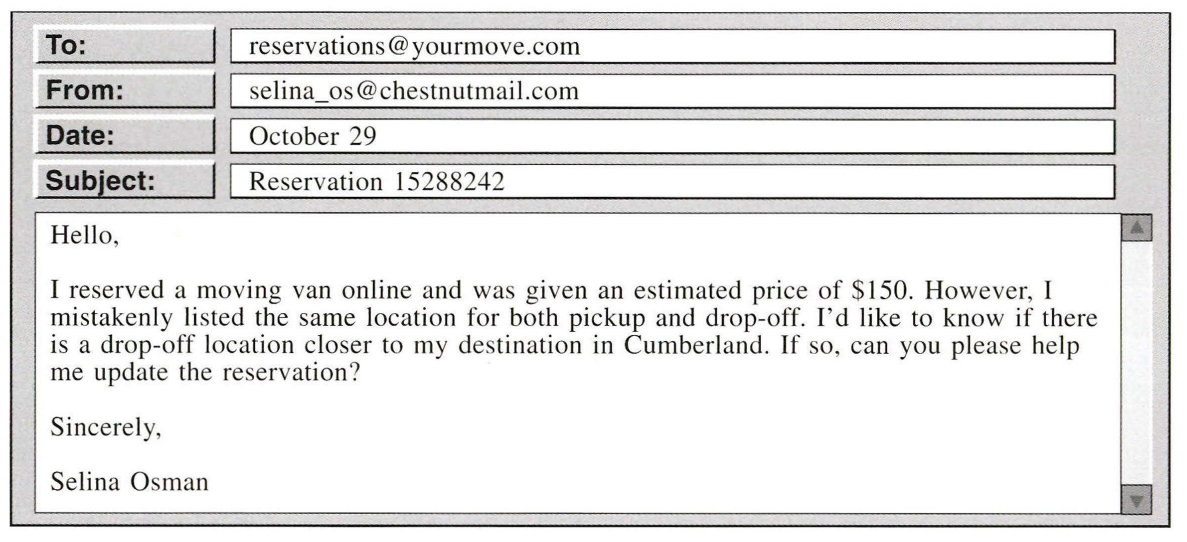 To: reservations@yourmove.com
From: selina_os@chestnutmail.com
Date: October 29
Subject: Reservation 15288242
Hello,
I reserved a moving van online and was given an estimated price of $150. However, I
mistakenly listed the same location for both pickup and drop-off. I'd like to know if there
is a drop-off location closer to my destination in Cumberland. If so, can you please help
me update the reservation?
Sincerely,
Selina Osman